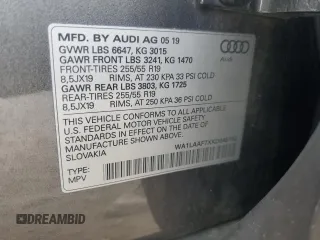 MFD. BY AUDI AG 05 19
GVWR LBS 6647, KG 3015
GAWR FRONT LBS 3241, KG 1470
FRONT-TIRES 255/55 R19
8,5JX19 RIMS, AT 230 KPA 33 PSI COLD
GAWR REAR LBS 3803, KG 1725
REAR-TIRES 255/55 R19
8,5JX19 RIMS, AT 250 KPA 36 PSI COLD
THIS VEHICLE CONFORMS TO ALL APPLICABLE
U.S. FEDERAL MOTOR VEHICLE SAFETY
STANDARDS IN EFFECT ON THE DATE OF
MANUFACTURE SHOWN ABOVE.
SLOVAKIA
TYPE:
MPV
Audi
DREAMBID